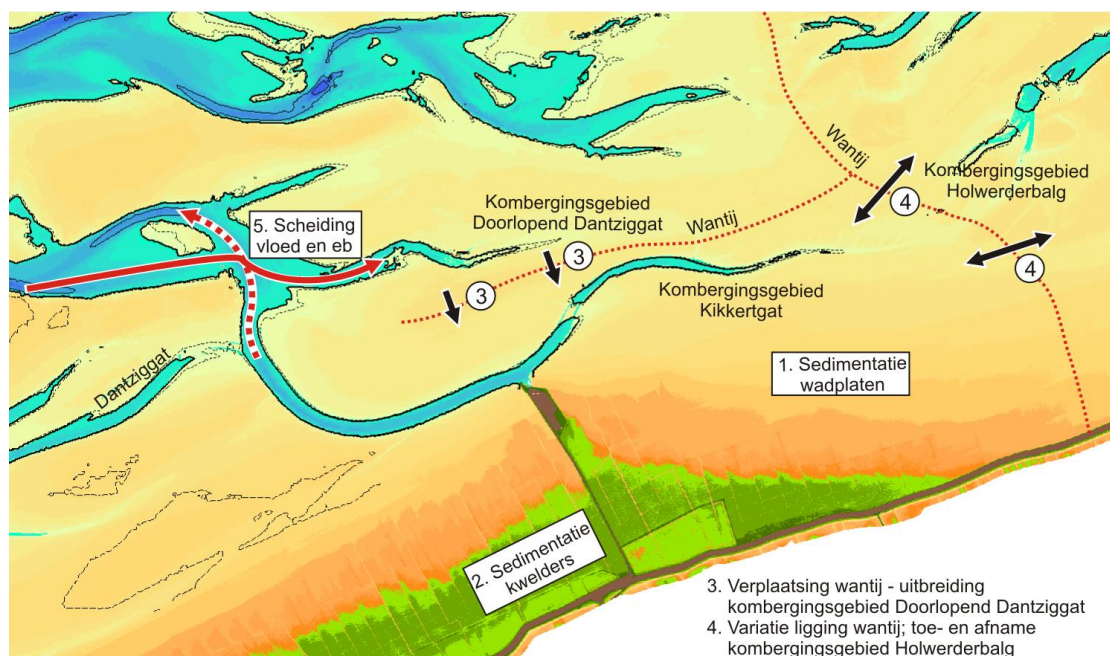 Wantij
Kombergingsgebied
Holwerderbalg
4
Kombergingsgebied
Doorlopend Dantziggat
Wantij
5. Scheiding
vloed en eb
3
4
3
Kombergingsgebied
Kikkertgat
1. Sedimentatie
wadplaten
Dantziggat
2. Sedimentatie
kwelders
3. Verplaatsing wantij - uitbreiding
kombergingsgebied Doorlopend Dantziggat
4. Variatie ligging wantij; toe- en afname
kombergingsgebied Holwerderbalg